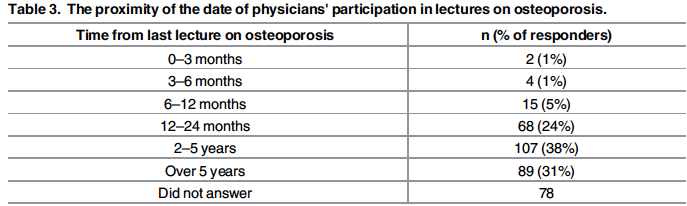 Table 3. The proximity of the date of physicians' participation in lectures on osteoporosis.
Time from last lecture on osteoporosis n (% of responders)
0–3 months 2 (1%)
3–6 months 4 (1%)
6–12 months 15 (5%)
12–24 months 68 (24%)
2–5 years 107 (38%)
Over 5 years 89 (31%)
Did not answer 78